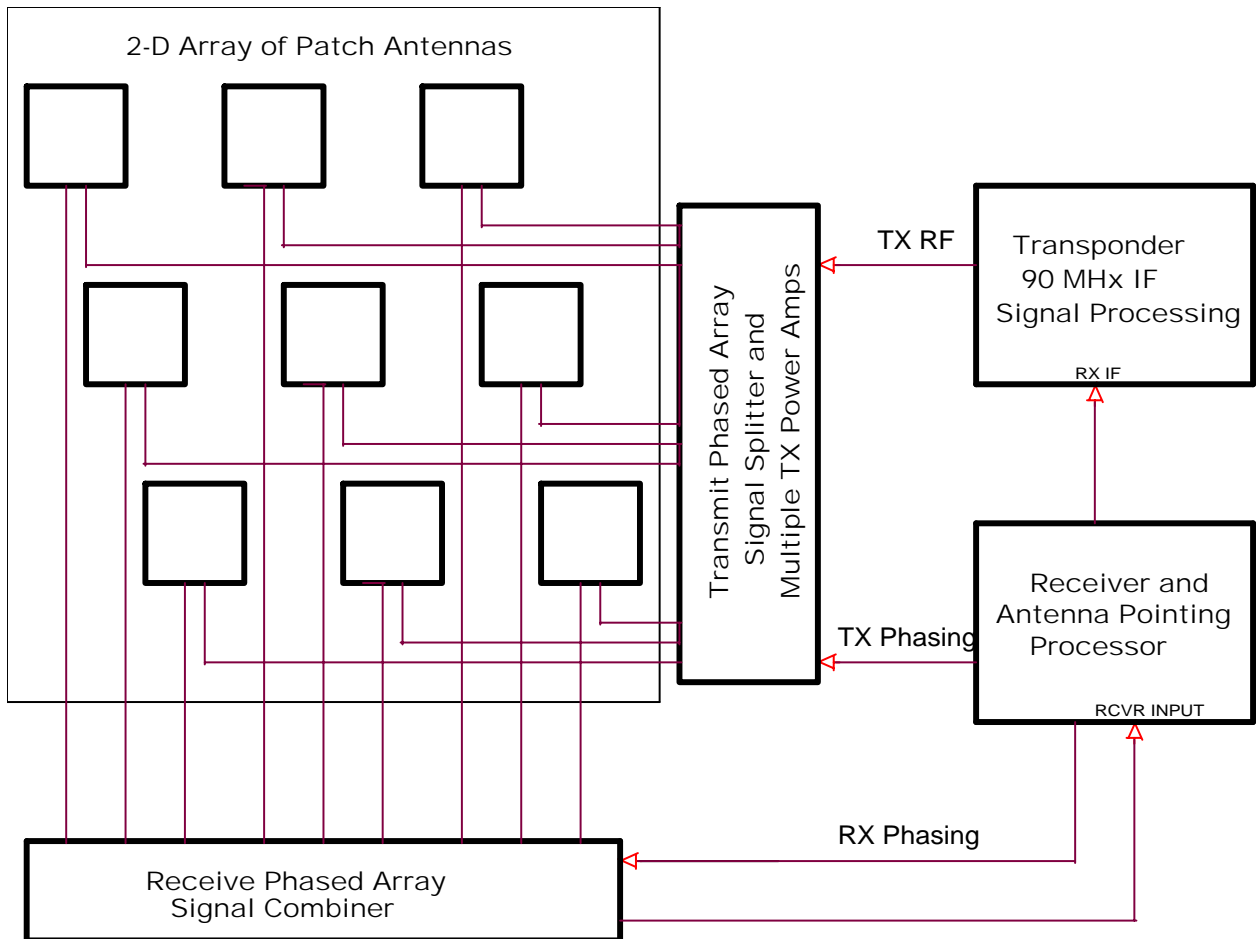 2-D Array of Patch Antennas
Transmit Phased Array
Signal Splitter and
Multiple TX Power Amps
TX RF
Transponder
90 MHx IF
Signal Processing
RX IF
TX Phasing
Receiver and
Antenna Pointing
Processor
RCVR INPUT
RX Phasing
Receive Phased Array
Signal Combiner